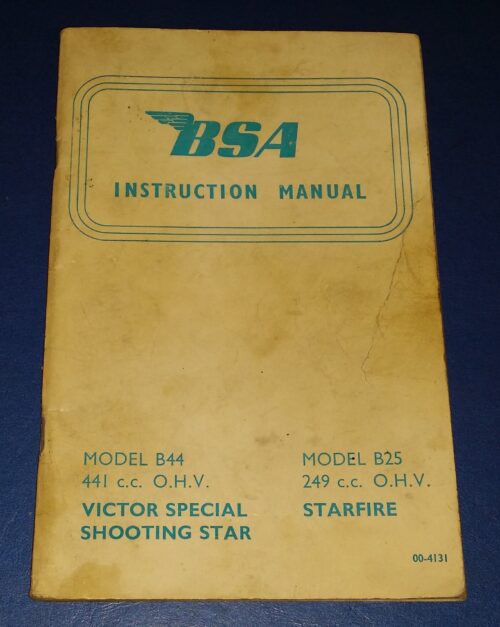 BSA
INSTRUCTION MANUAL
MODEL B44
441 c.c. O.H.V.
VICTOR SPECIAL
SHOOTING STAR
MODEL B25
249 c.c. O.H.V.
STARFIRE
00-4131